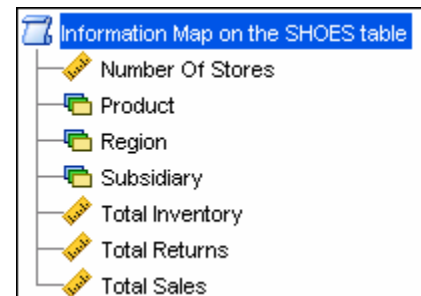 Information Map on the SHOES table
Number Of Stores
Product
Region
Subsidiary
Total Inventory
Total Returns
Total Sales